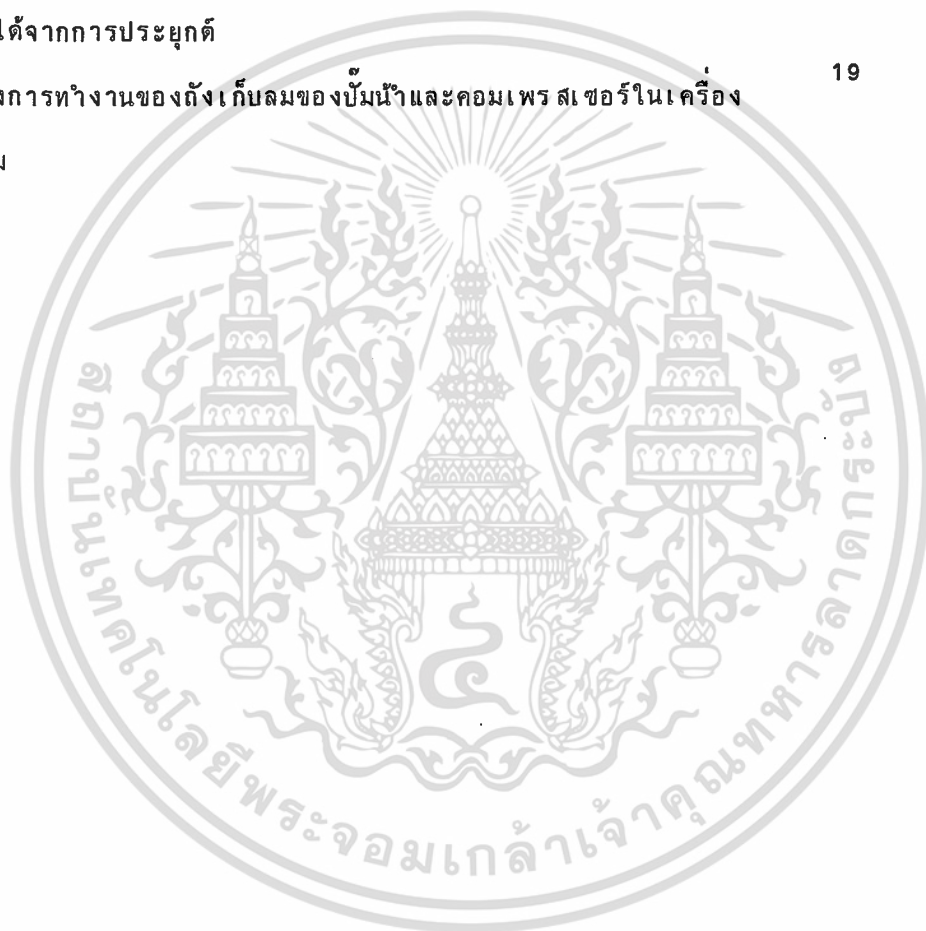 ได้จากการประยุกต์
งการทำงานของถังเก็บลมของปั๊มน้ำและคอมเพรสเซอร์ในเครื่อง 19
ม
สถาบันเทคโนโลยีพระจอมเกล้าเจ้าคุณทหารลาดกระบัง
๔